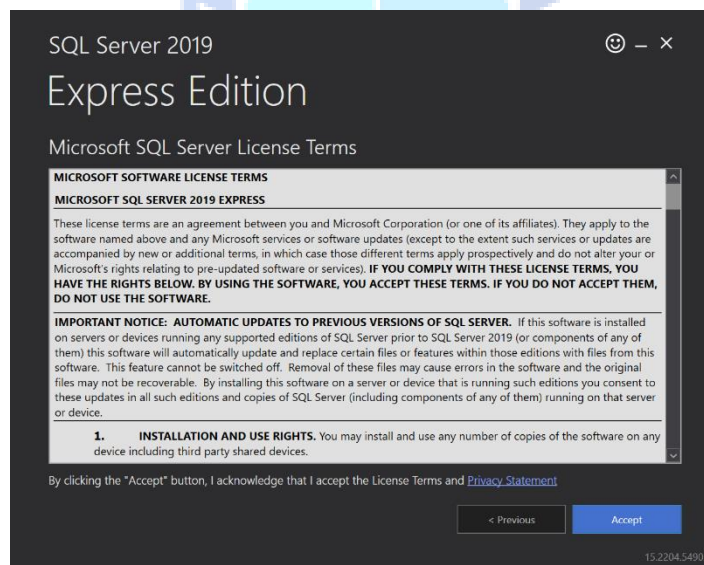 SQL Server 2019
Express Edition
Microsoft SQL Server License Terms
MICROSOFT SOFTWARE LICENSE TERMS
MICROSOFT SQL SERVER 2019 EXPRESS
These license terms are an agreement between you and Microsoft Corporation (or one of its affiliates). They apply to the
software named above and any Microsoft services or software updates (except to the extent such services or updates are
accompanied by new or additional terms, in which case those different terms apply prospectively and do not alter your or
Microsoft's rights relating to pre-updated software or services). IF YOU COMPLY WITH THESE LICENSE TERMS, YOU
HAVE THE RIGHTS BELOW. BY USING THE SOFTWARE, YOU ACCEPT THESE TERMS. IF YOU DO NOT ACCEPT THEM,
DO NOT USE THE SOFTWARE.
IMPORTANT NOTICE: AUTOMATIC UPDATES TO PREVIOUS VERSIONS OF SQL SERVER. If this software is installed
on servers or devices running any supported editions of SQL Server prior to SQL Server 2019 (or components of any of
them) this software will automatically update and replace certain files or features within those editions with files from this
software. This feature cannot be switched off. Removal of these files may cause errors in the software and the original
files may not be recoverable. By installing this software on a server or device that is running such editions you consent to
these updates in all such editions and copies of SQL Server (including components of any of them) running on that server
or device.
1. INSTALLATION AND USE RIGHTS. You may install and use any number of copies of the software on any
device including third party shared devices.
By clicking the "Accept" button, I acknowledge that I accept the License Terms and Privacy Statement
< Previous
Accept
15.2204.5490